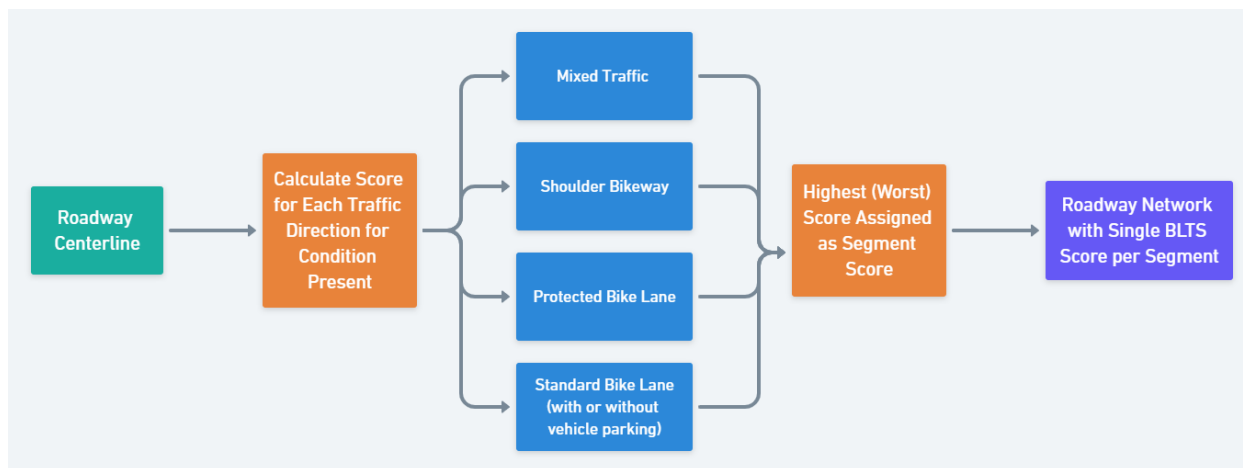 Roadway
Centerline
Calculate Score
for Each Traffic
Direction for
Condition
Present
Mixed Traffic
Shoulder Bikeway
Protected Bike Lane
Standard Bike Lane
(with or without
vehicle parking)
Highest (Worst)
Score Assigned
as Segment
Score
Roadway Network
with Single BLTS
Score per Segment